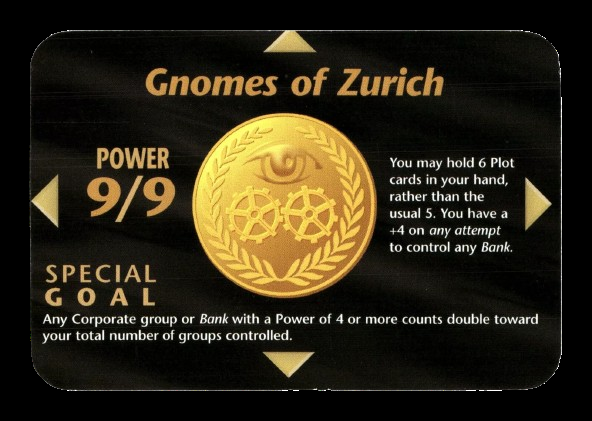 Gnomes of Zurich
POWER
9/9
You may hold 6 Plot
cards in your hand,
rather than the
usual 5. You have a
+4 on any attempt
to control any Bank.
SPECIAL
GOAL
Any Corporate group or Bank with a Power of 4 or more counts double toward
your total number of groups controlled.